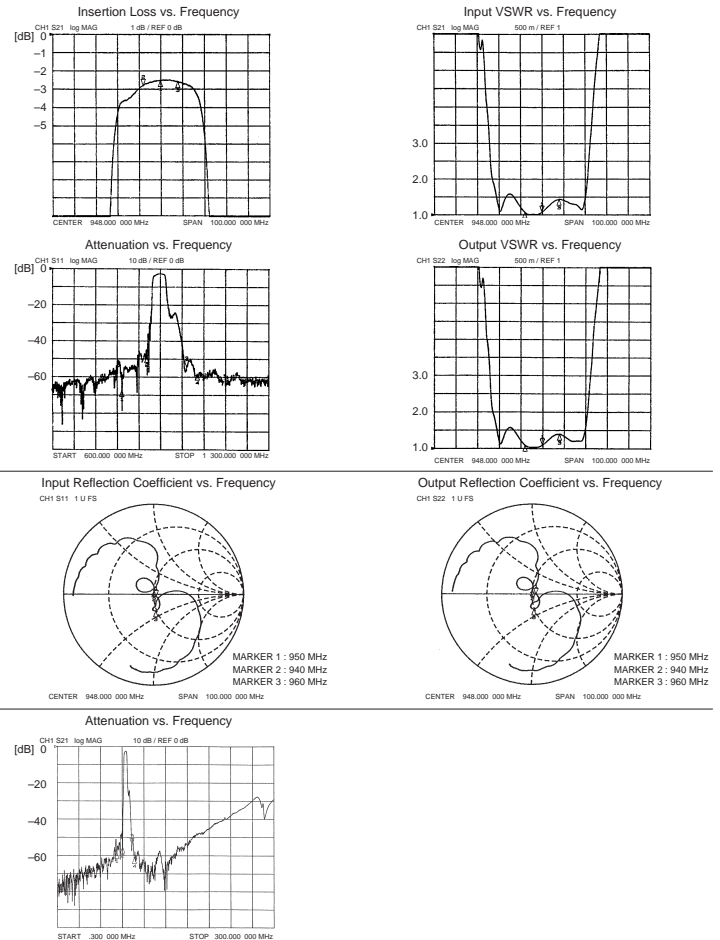 Insertion Loss vs. Frequency
CH1 S21 log MAG 1 dB / REF 0 dB
[dB] 0
–1
–2
–3
–4
–5
CENTER 948.000 000 MHz SPAN 100.000 000 MHz
Input VSWR vs. Frequency
CH1 S21 log MAG 500 m / REF 1
3.0
2.0
1.0
CENTER 948.000 000 MHz SPAN 100.000 000 MHz
Attenuation vs. Frequency
CH1 S11 log MAG 10 dB / REF 0 dB
[dB] 0
–20
–40
–60
START 600.000 000 MHz STOP 1 300.000 000 MHz
Output VSWR vs. Frequency
CH1 S22 log MAG 500 m / REF 1
3.0
2.0
1.0
CENTER 948.000 000 MHz SPAN 100.000 000 MHz
Input Reflection Coefficient vs. Frequency
CH1 S11 1 U FS
MARKER 1 : 950 MHz
MARKER 2 : 940 MHz
MARKER 3 : 960 MHz
CENTER 948.000 000 MHz SPAN 100.000 000 MHz
Output Reflection Coefficient vs. Frequency
CH1 S22 1 U FS
MARKER 1 : 950 MHz
MARKER 2 : 940 MHz
MARKER 3 : 960 MHz
CENTER 948.000 000 MHz SPAN 100.000 000 MHz
Attenuation vs. Frequency
CH1 S21 log MAG 10 dB / REF 0 dB
[dB] 0
–20
–40
–60
START .300 000 MHz STOP 300.000 000 MHz